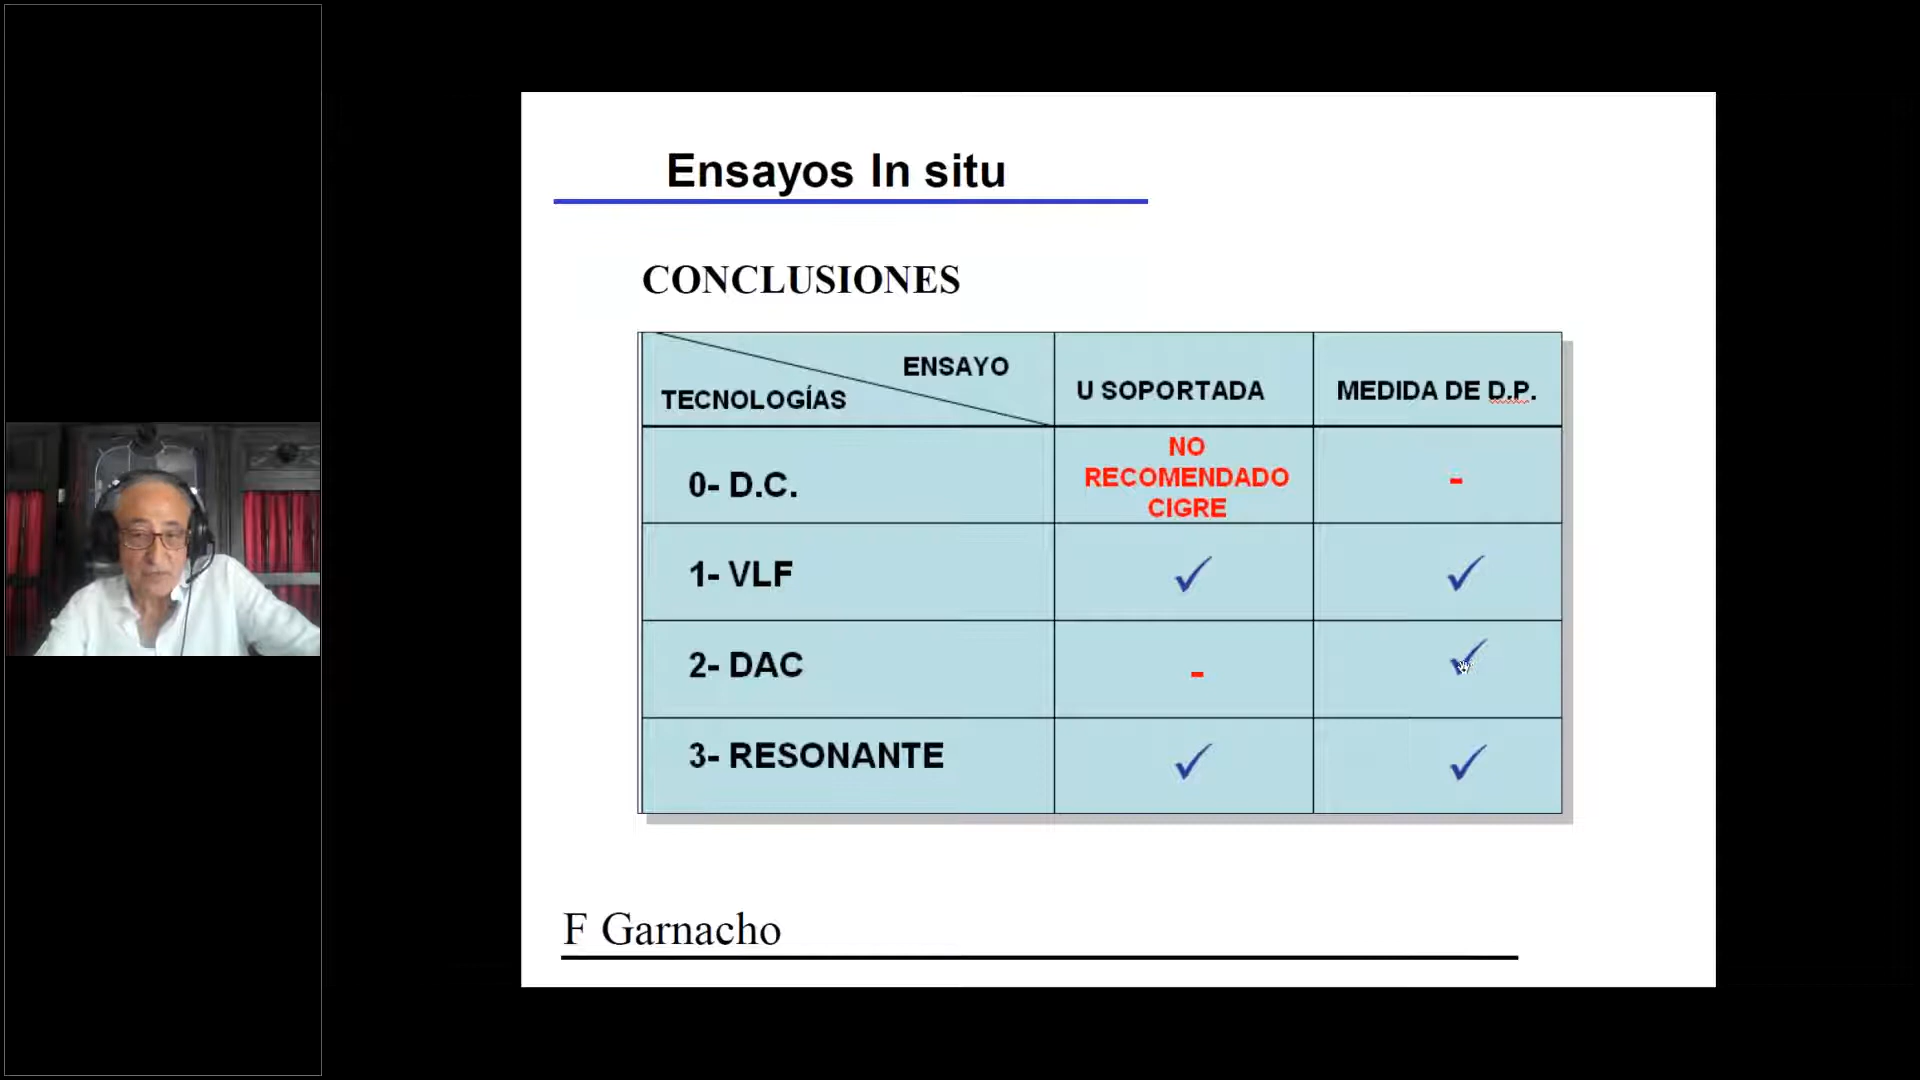 Ensayos In situ
CONCLUSIONES
ENSAYO
TECNOLOGÍAS
U SOPORTADA
MEDIDA DE D.P.
0- D.C.
NO
RECOMENDADO
CIGRE
-
1- VLF
✓
✓
2- DAC
-
✓
3- RESONANTE
✓
✓
F Garnacho